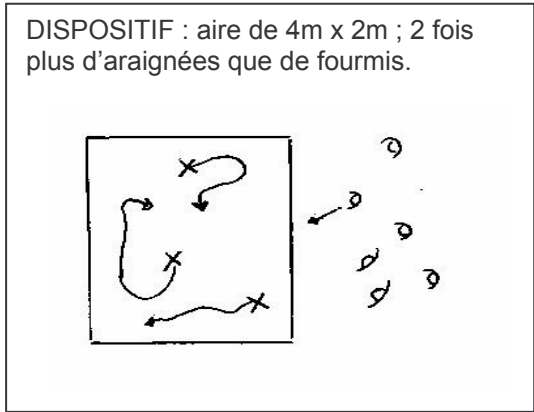 DISPOSITIF : aire de 4m x 2m ; 2 fois
plus d’araignées que de fourmis.